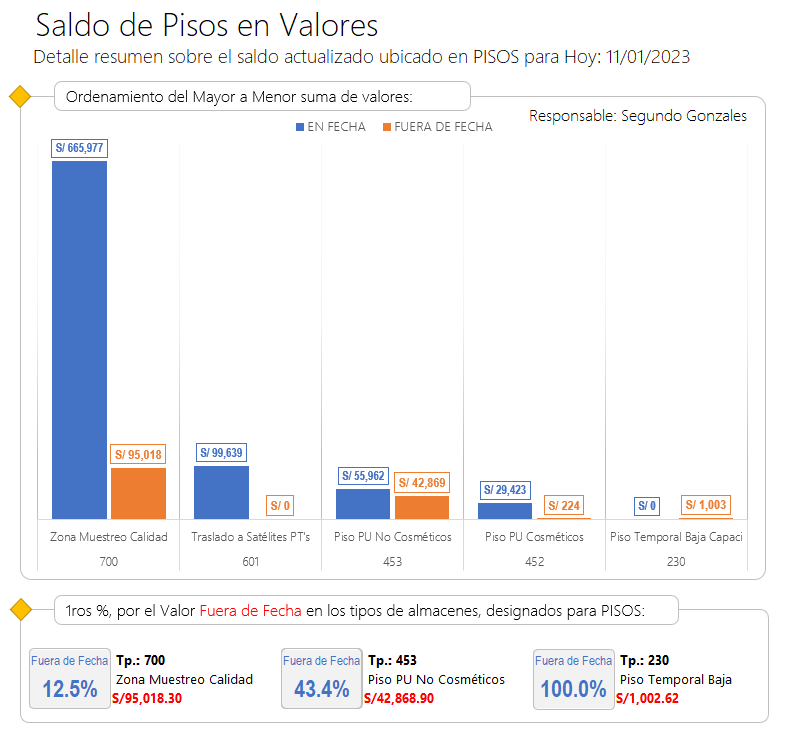 Saldo de Pisos en Valores
Detalle resumen sobre el saldo actualizado ubicado en PISOS para Hoy: 11/01/2023
Ordenamiento del Mayor a Menor suma de valores:
Responsable: Segundo Gonzales
EN FECHA FUERA DE FECHA
S/ 665,977
S/ 95,018
S/ 99,639
S/ 0
S/ 55,962
S/ 42,869
S/ 29,423
S/ 224
S/ 0
S/ 1,003
Zona Muestreo Calidad Traslado a Satélites PT's Piso PU No Cosméticos Piso PU Cosméticos Piso Temporal Baja Capaci
700 601 453 452 230
1ros %, por el Valor Fuera de Fecha en los tipos de almacenes, designados para PISOS:
Fuera de Fecha
12.5%
Tp.: 700
Zona Muestreo Calidad
S/95,018.30
Fuera de Fecha
43.4%
Tp.: 453
Piso PU No Cosméticos
S/42,868.90
Fuera de Fecha
100.0%
Tp.: 230
Piso Temporal Baja
S/1,002.62